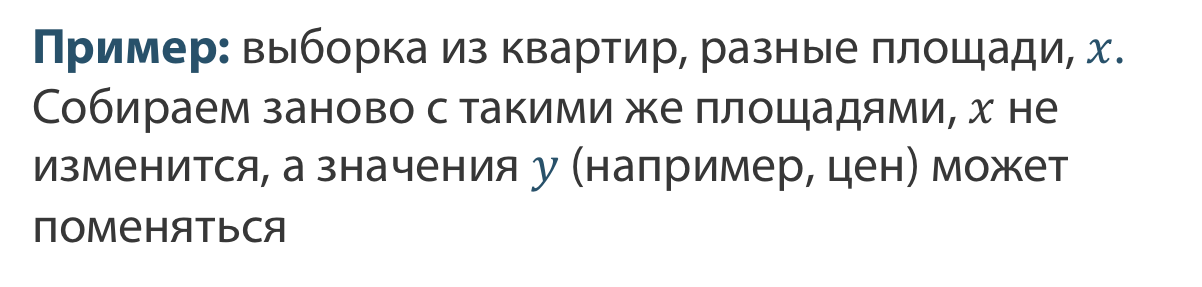 Пример: выборка из квартир, разные площади, x.
Собираем заново с такими же площадями, x не
изменится, а значения y (например, цен) может
поменяться